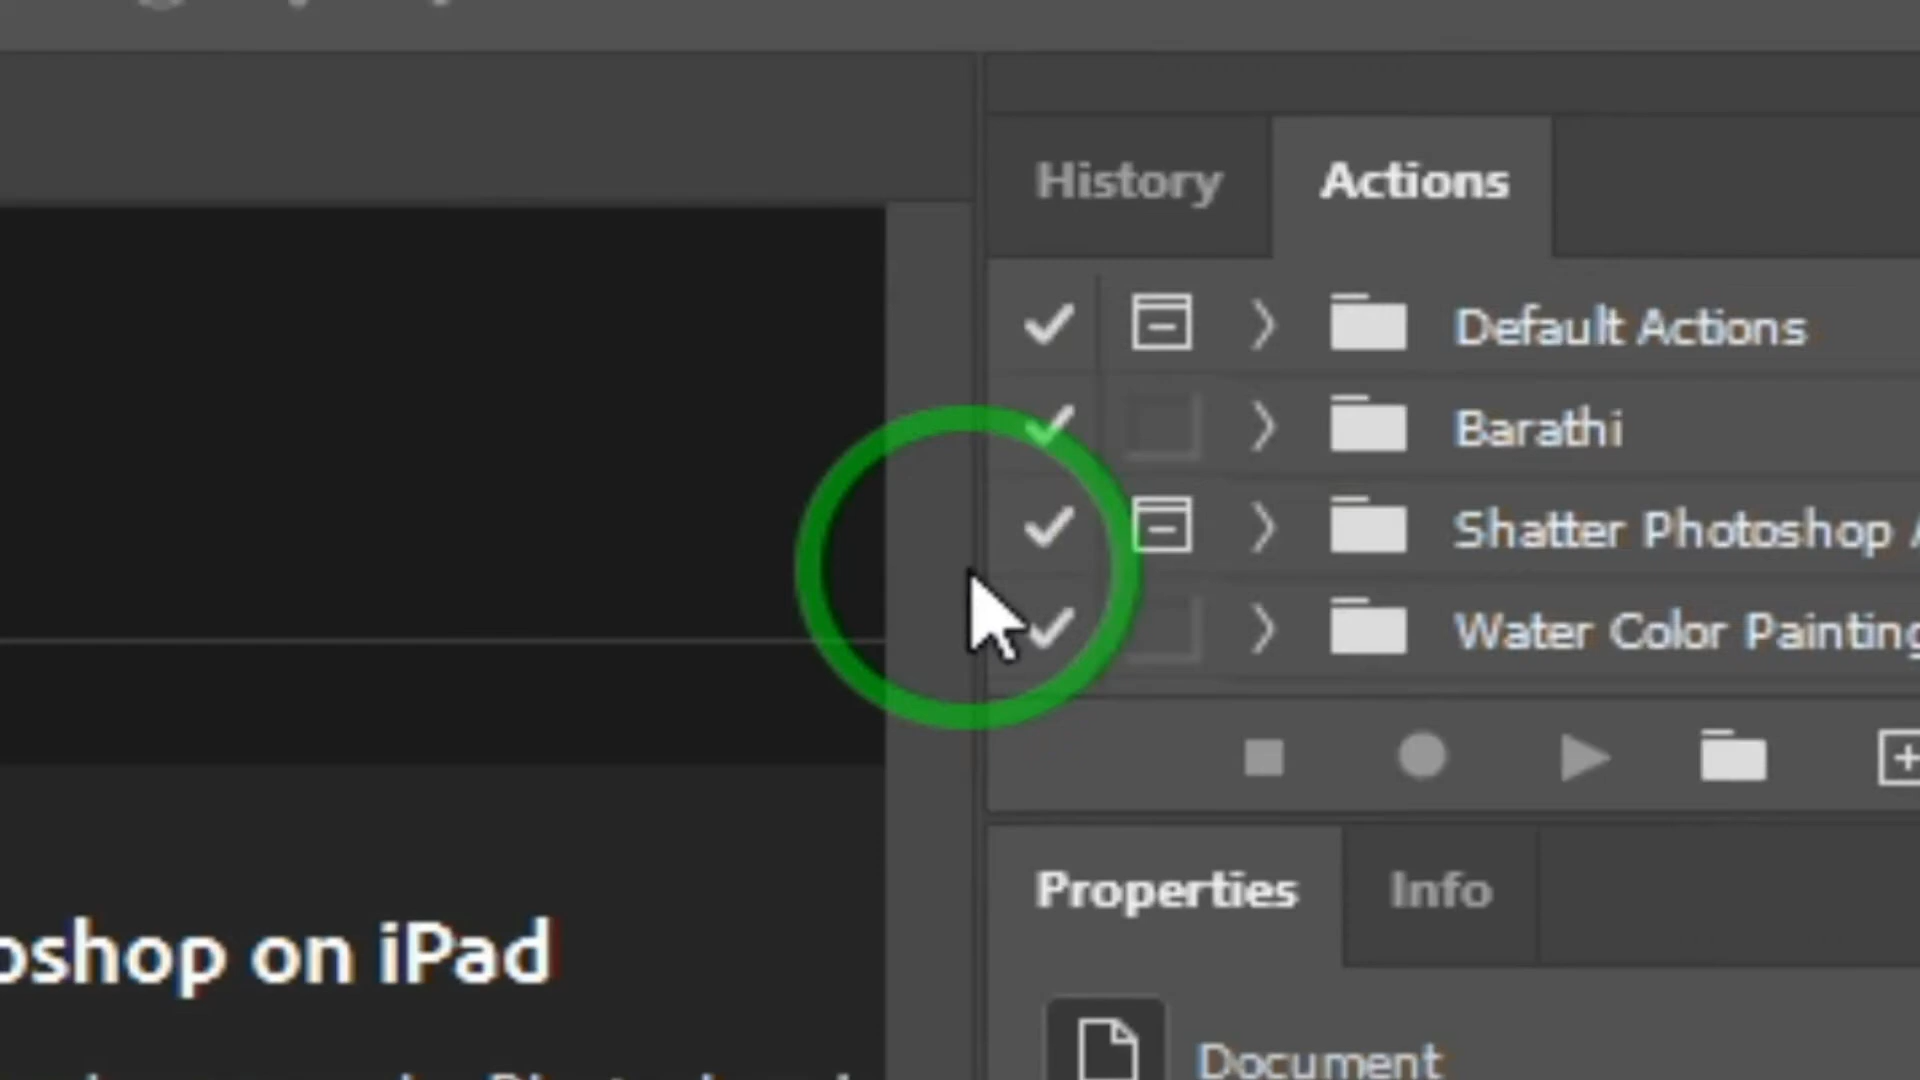 History Actions
Default Actions
Barathi
Shatter Photoshop
Water Color Painting
Properties Info
oshop on iPad
Document